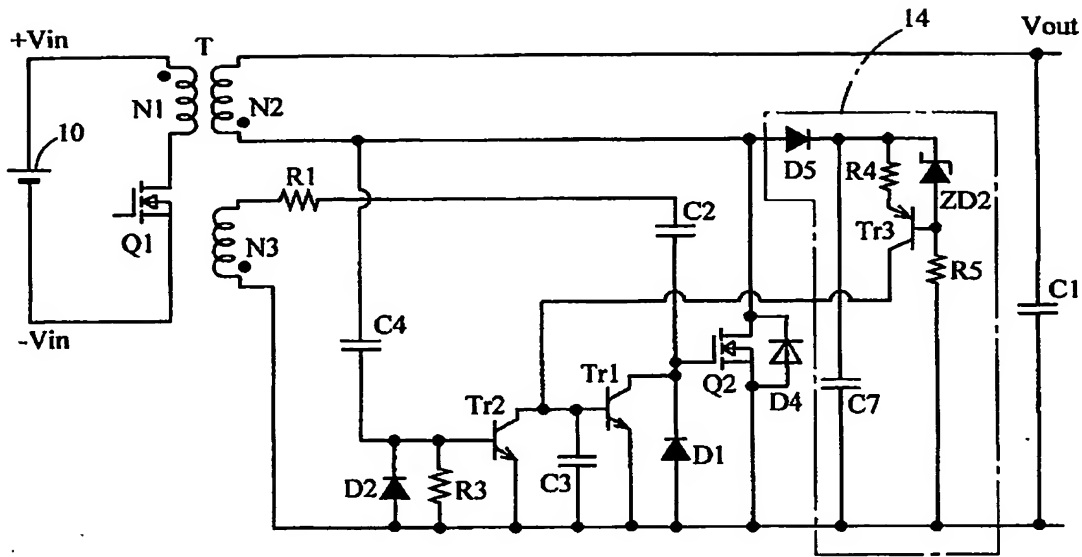 14
+Vin
T
Vout
N1
N2
10
R1
D5
R4
ZD2
Q1
N3
C2
Tr3
R5
C1
-Vin
C4
Tr1
Q2
D4
C7
Tr2
D2
R3
C3
D1